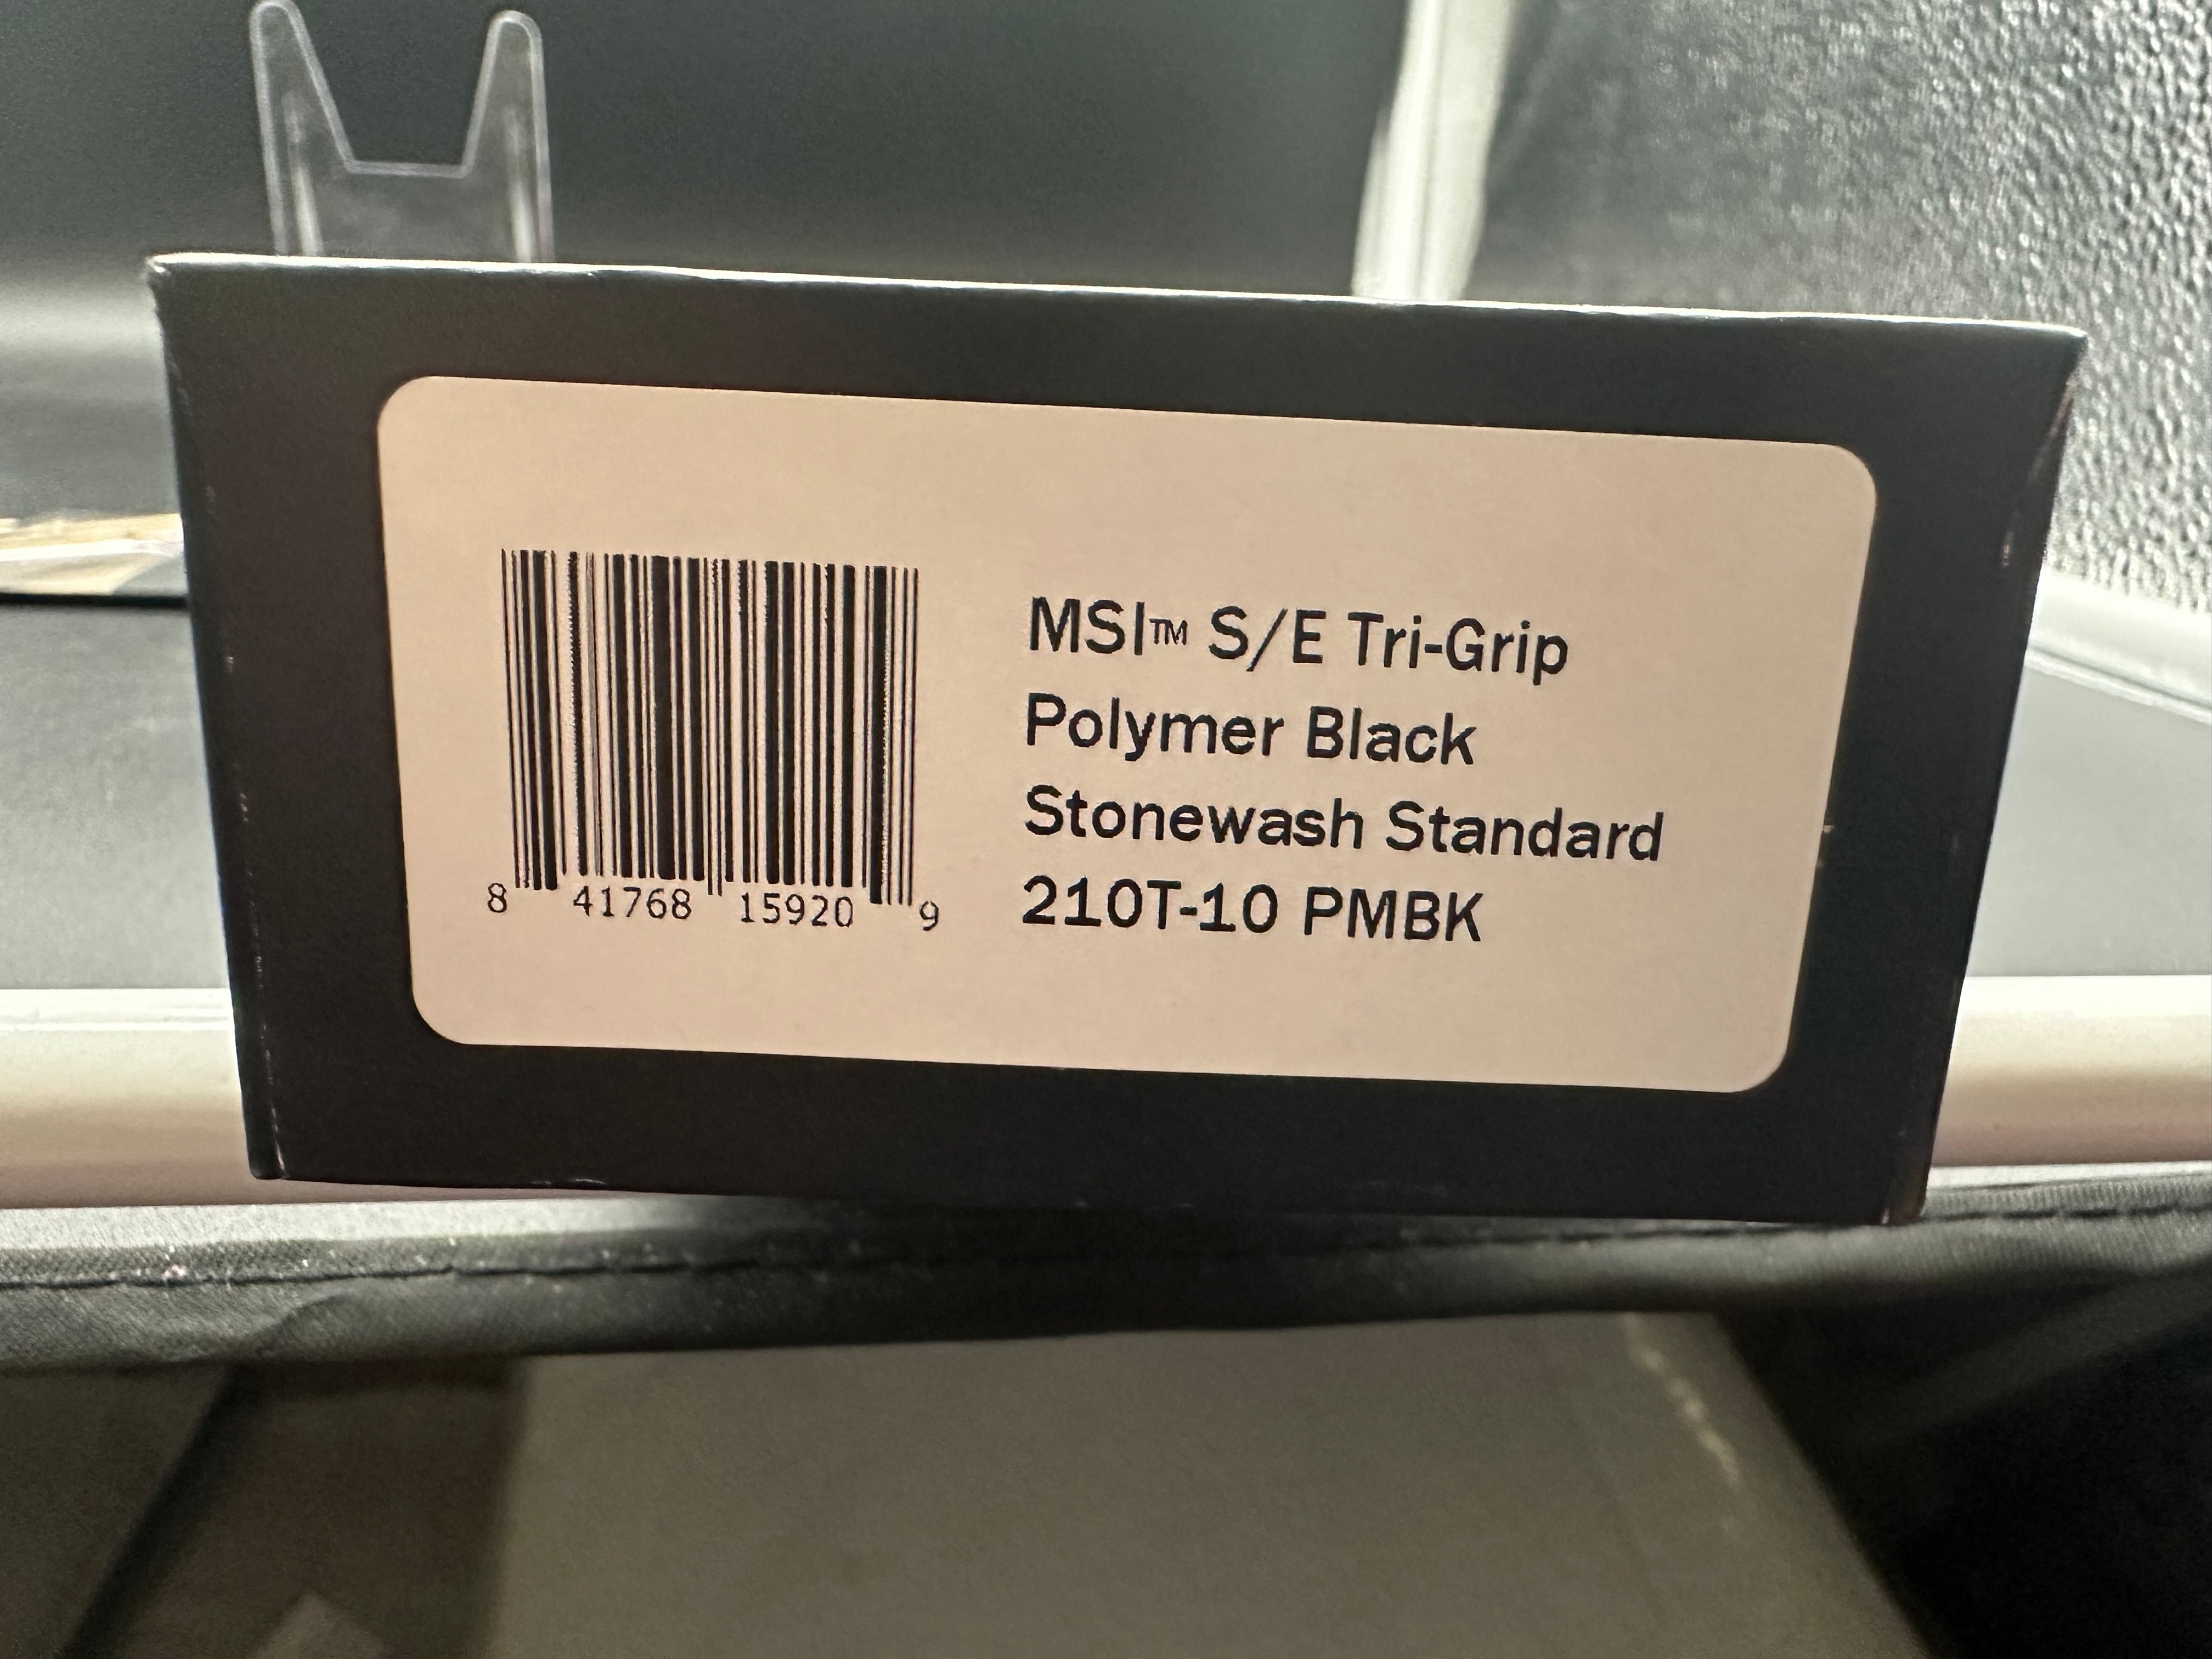 MSI™ S/E Tri-Grip
Polymer Black
Stonewash Standard
210T-10 PMBK
8 41768 15920 9